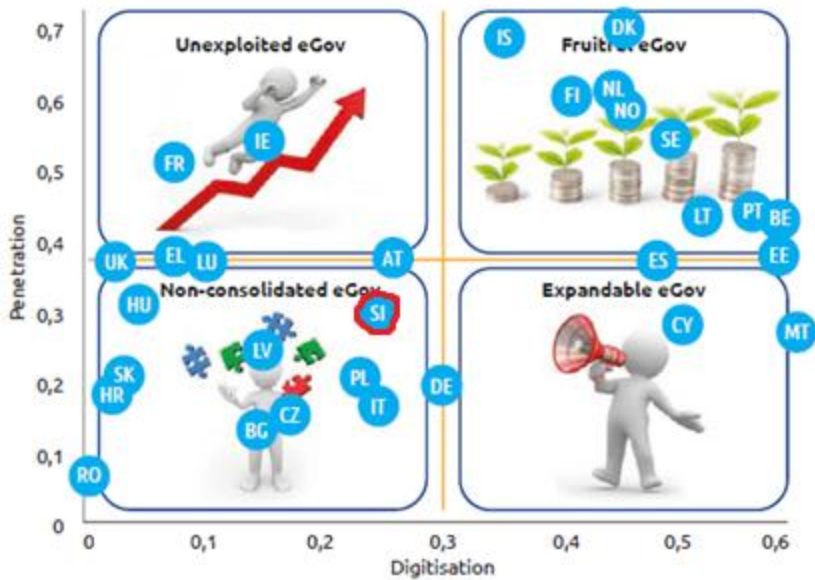 0,7
Unexploited eGov
IS
DK
Fruitful eGov
0,6
FI
NL
NO
FR
IE
SE
0,5
LT
PT
BE
0,4
UK
EL
LU
AT
ES
EE
Penetration
Non-consolidated eGov
Expandable eGov
0,3
HU
SI
CY
MT
LV
0,2
SK
HR
PL
IT
DE
BG
CZ
0,1
RO
0
0
0,1
0,2
0,3
0,4
0,5
0,6
Digitisation